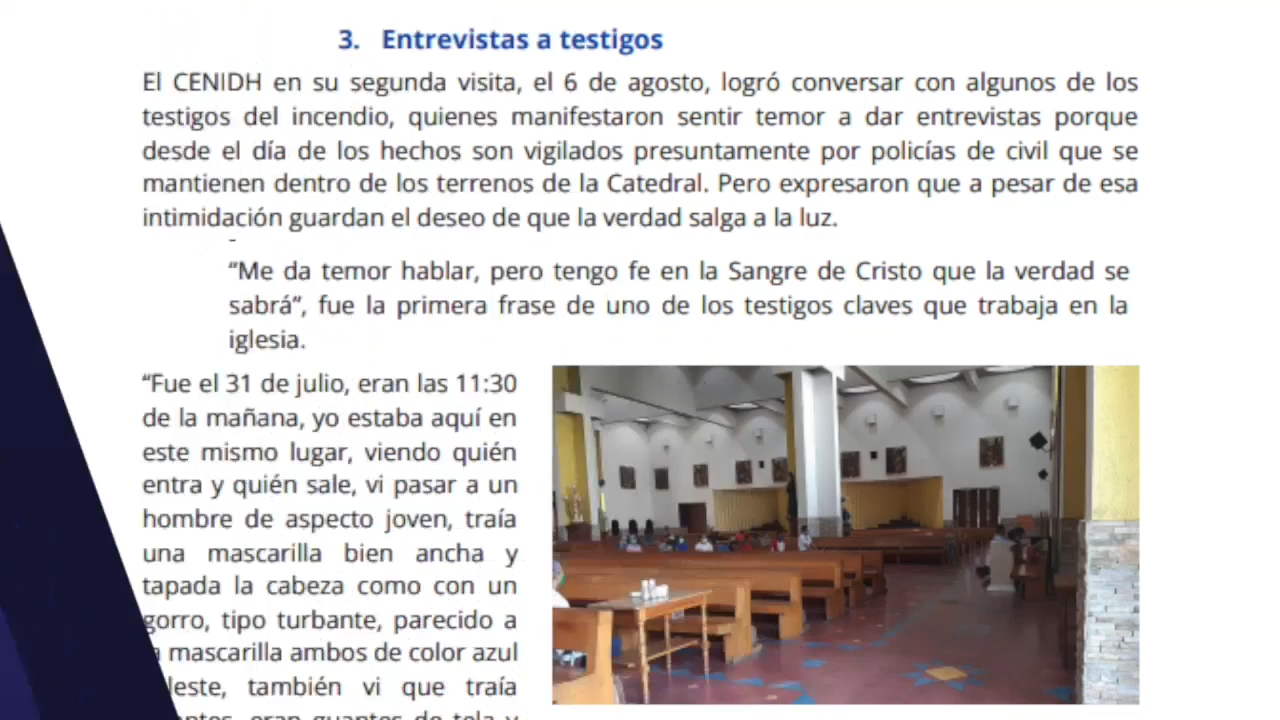 3. Entrevistas a testigos
El CENIDH en su segunda visita, el 6 de agosto, logró conversar con algunos de los
testigos del incendio, quienes manifestaron sentir temor a dar entrevistas porque
desde el día de los hechos son vigilados presuntamente por policías de civil que se
mantienen dentro de los terrenos de la Catedral. Pero expresaron que a pesar de esa
intimidación guardan el deseo de que la verdad salga a la luz.
-
“Me da temor hablar, pero tengo fe en la Sangre de Cristo que la verdad se
sabrá“, fue la primera frase de uno de los testigos claves que trabaja en la
iglesia.
“Fue el 31 de julio, eran las 11:30
de la mañana, yo estaba aquí en
este mismo lugar, viendo quién
entra y quién sale, vi pasar a un
hombre de aspecto joven, traía
una mascarilla bien ancha y
tapada la cabeza como con un
gorro, tipo turbante, parecido a
mascarilla ambos de color azul
también vi que traía
eran guantes de tela y